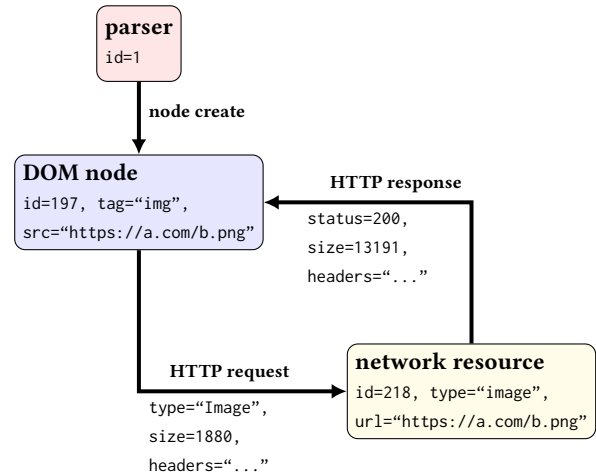 parser
id=1
node create
DOM node
id=197, tag=“img”,
src=“https://a.com/b.png”
HTTP response
status=200,
size=13191,
headers=“...”
HTTP request
type=“Image”,
size=1880,
headers=“...”
network resource
id=218, type=“image”,
url=“https://a.com/b.png”